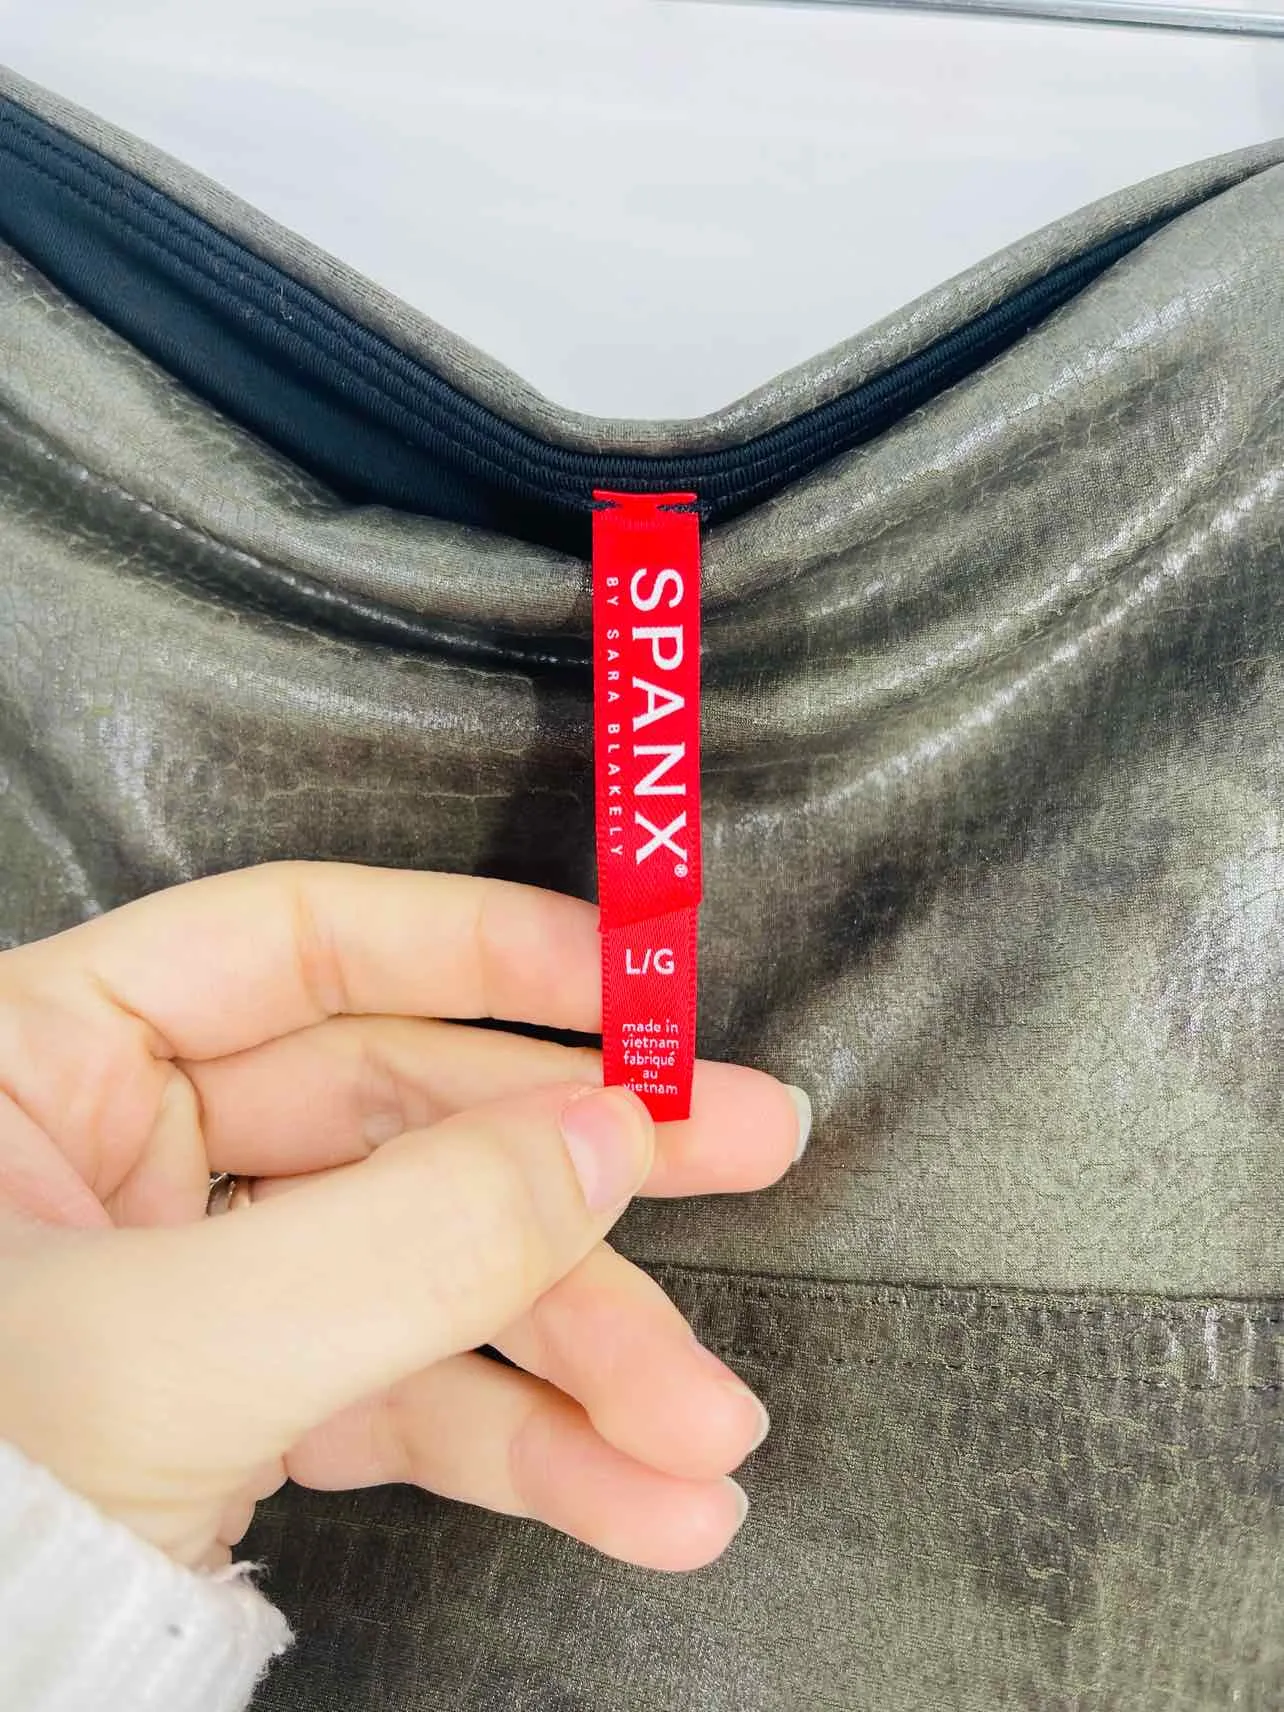 SPANX®
BY SARA BLAKELY
L/G
made in
vietnam
fabriqué
au
vietnam